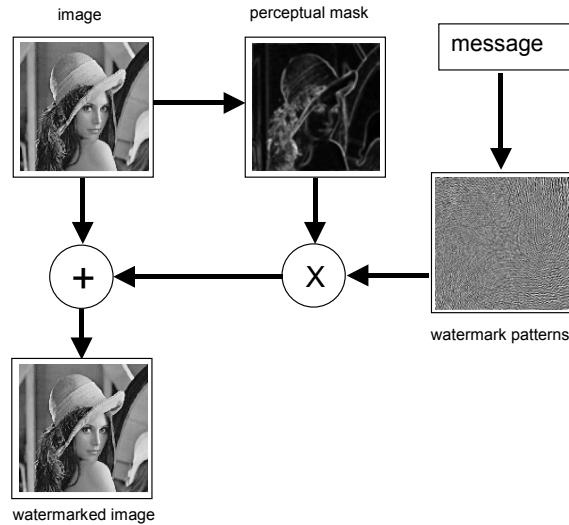 image
perceptual mask
message
+
X
watermark patterns
watermarked image